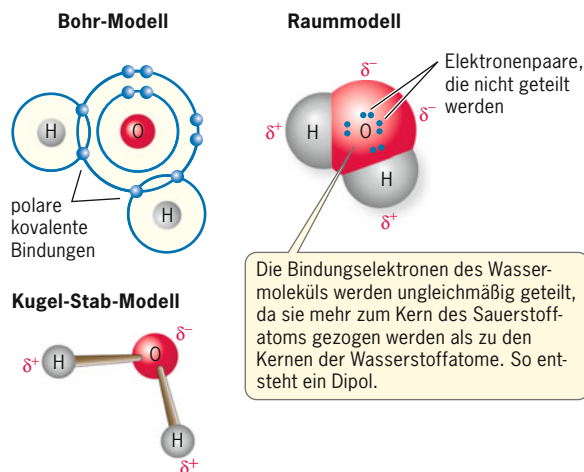 Bohr-Modell
H
O
H
polare
kovalente
Bindungen
Raummodell
Elektronenpaare,
die nicht geteilt
werden
δ–
δ–
δ+
H
O
H
δ+
Die Bindungselektronen des Wasser-
moleküls werden ungleichmäßig geteilt,
da sie mehr zum Kern des Sauerstoff-
atoms gezogen werden als zu den
Kernen der Wasserstoffatome. So ent-
steht ein Dipol.
Kugel-Stab-Modell
δ–
δ+
H
O
H
δ+